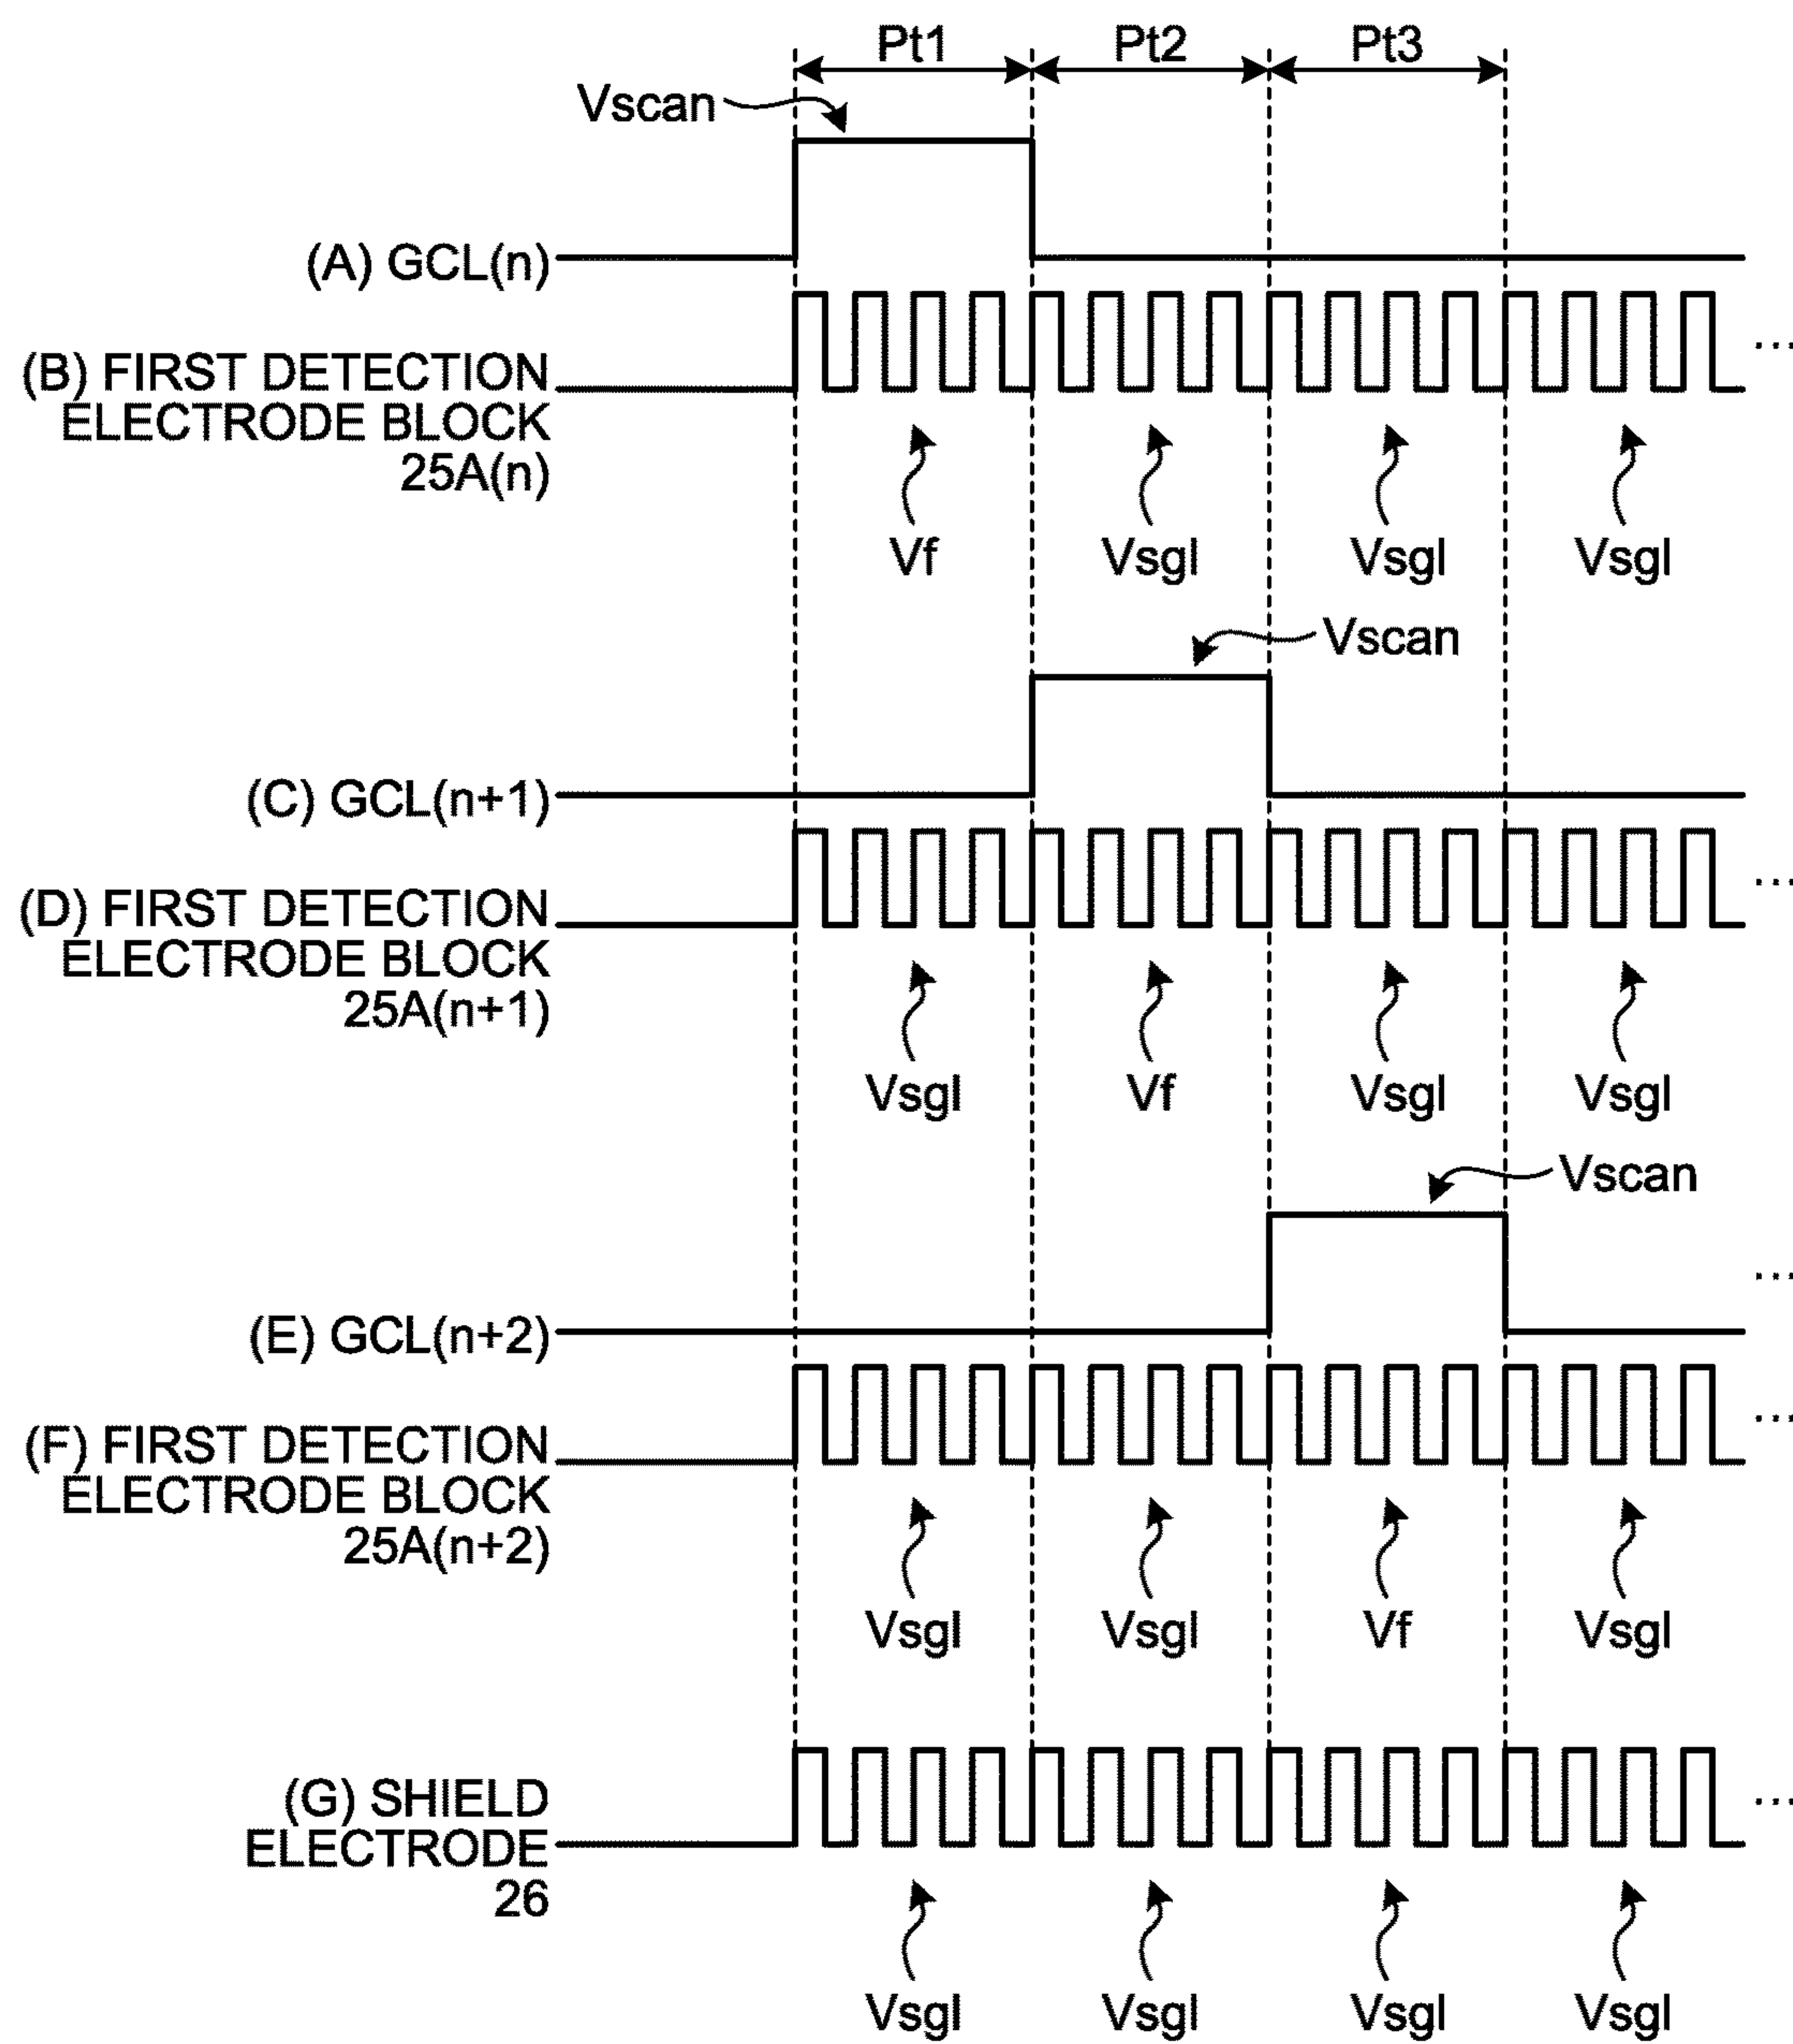 Pt1 Pt2 Pt3
Vscan
(A) GCL(n)
(B) FIRST DETECTION
ELECTRODE BLOCK
25A(n)
...
Vf Vsgl Vsgl Vsgl
Vscan
(C) GCL(n+1)
(D) FIRST DETECTION
ELECTRODE BLOCK
25A(n+1)
...
Vsgl Vf Vsgl Vsgl
Vscan
...
(E) GCL(n+2)
(F) FIRST DETECTION
ELECTRODE BLOCK
25A(n+2)
...
Vsgl Vsgl Vf Vsgl
(G) SHIELD
ELECTRODE
26
...
Vsgl Vsgl Vsgl Vsgl